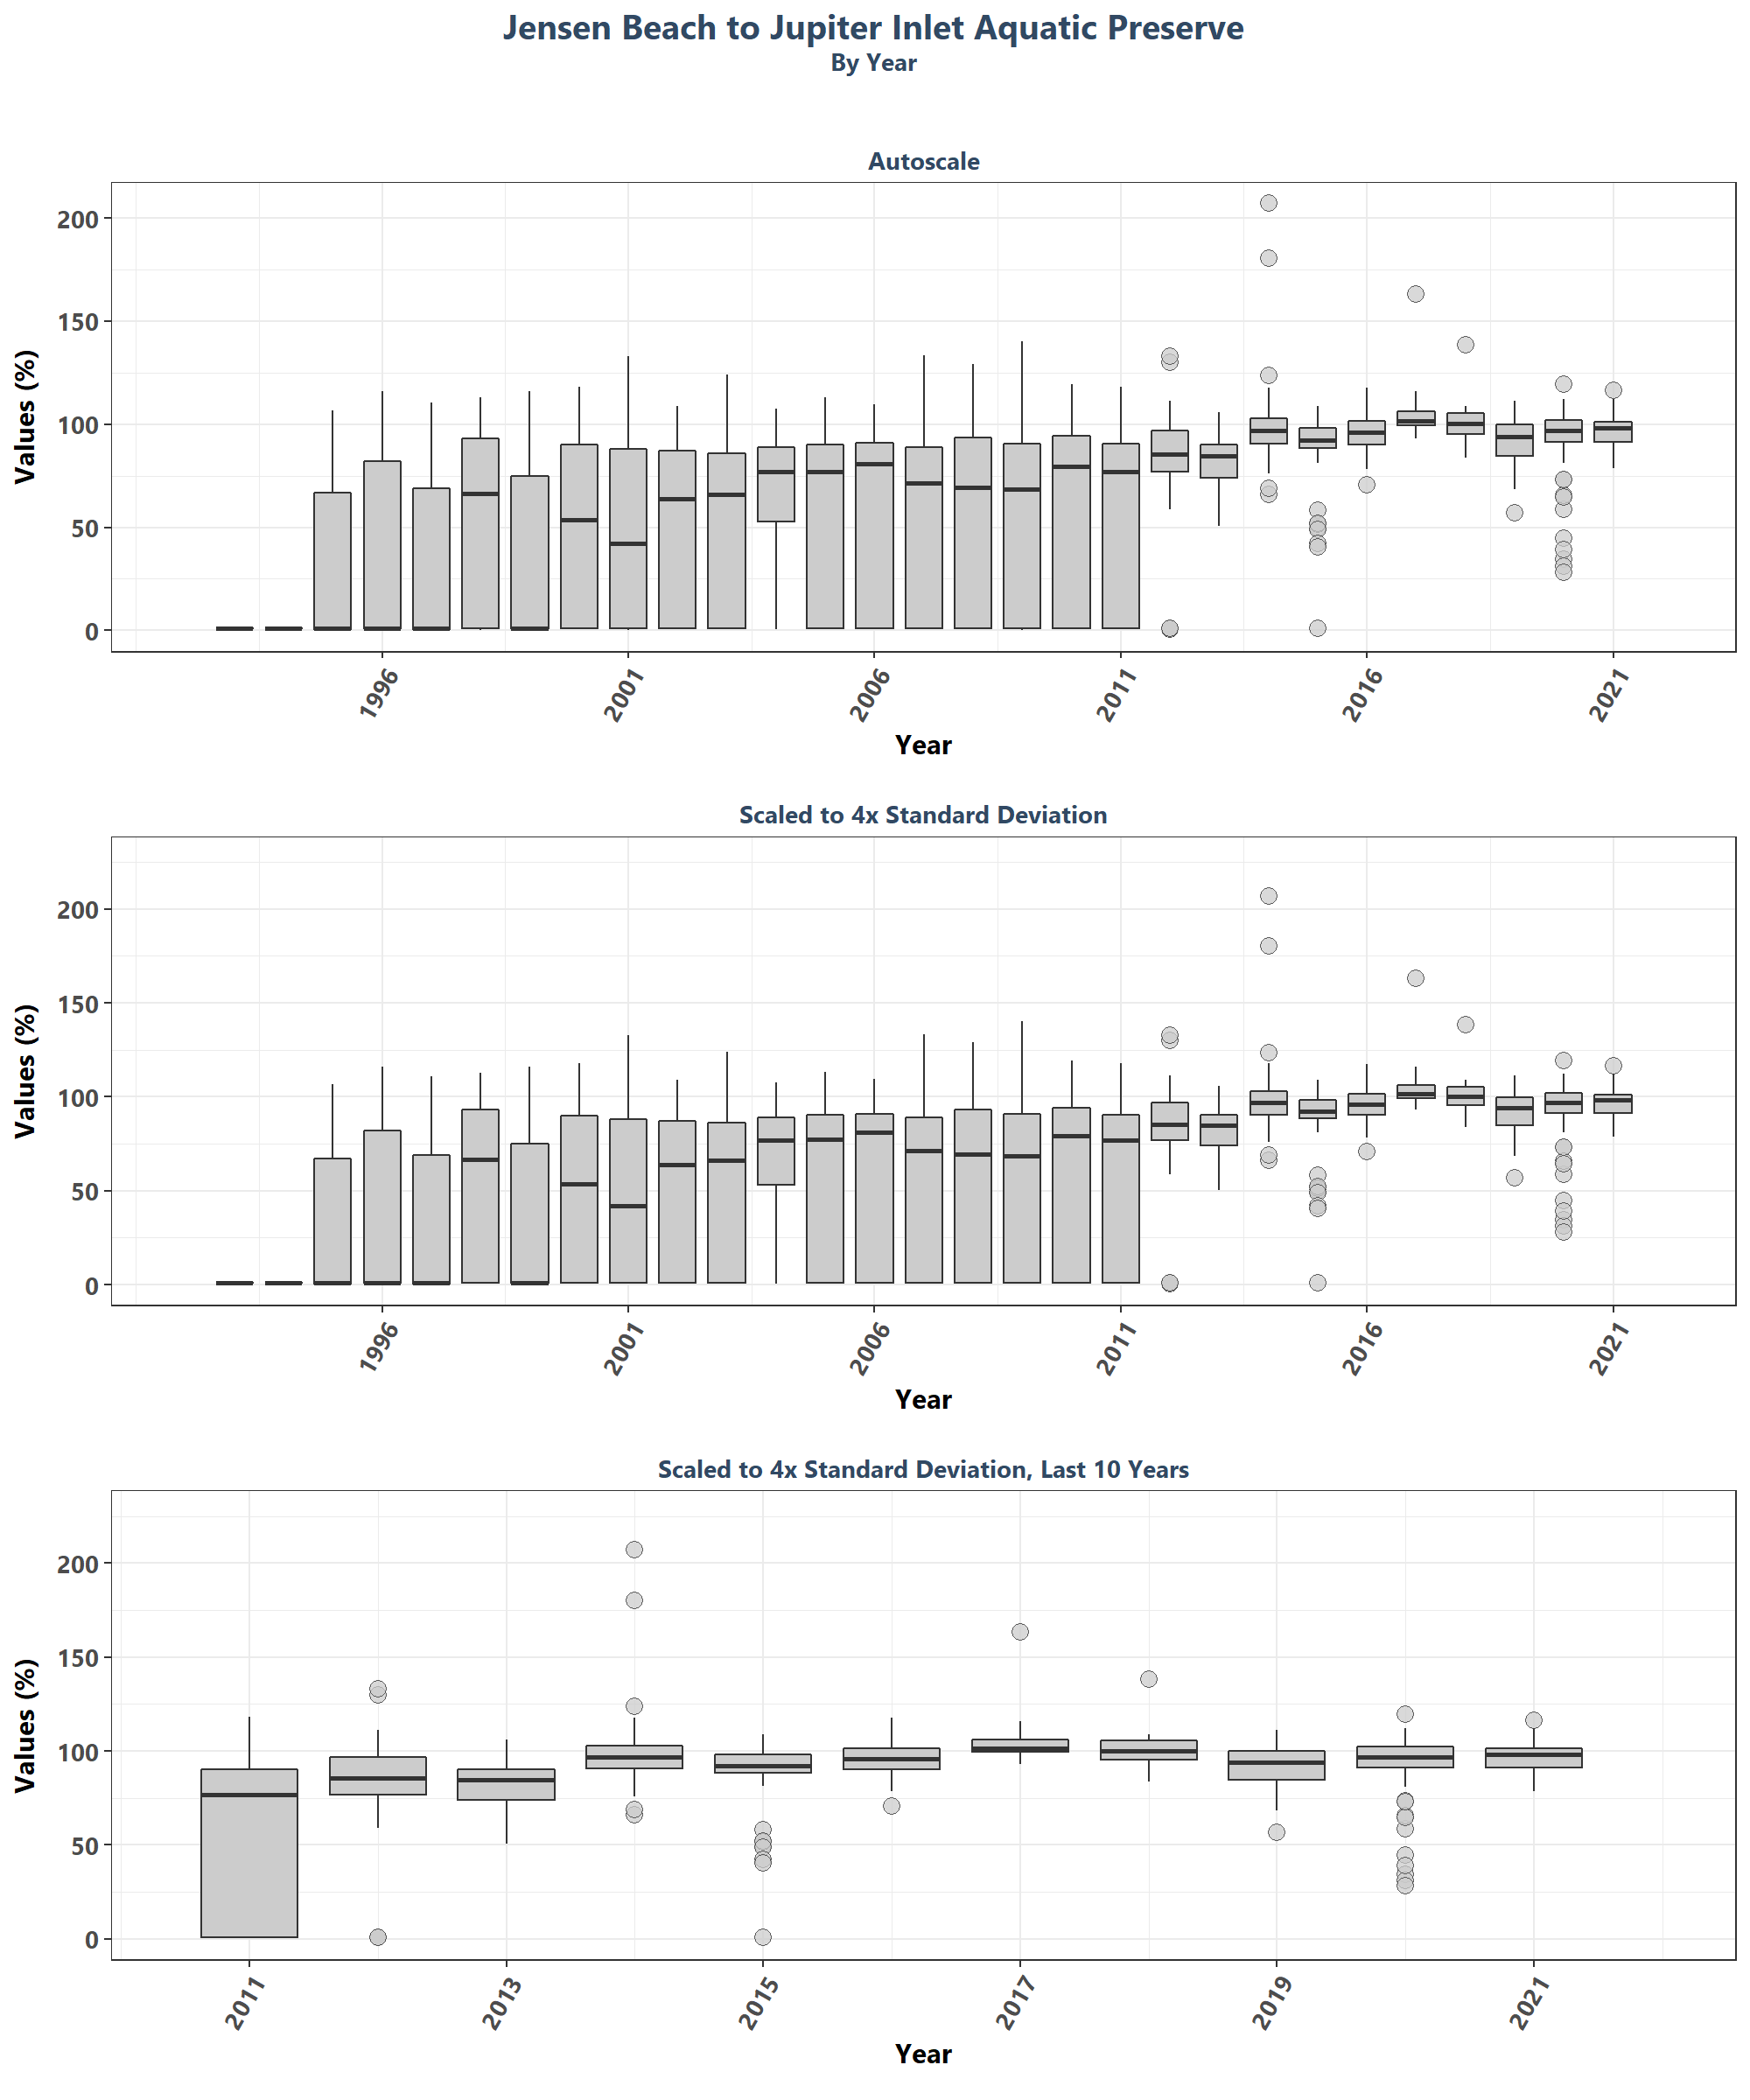 Jensen Beach to Jupiter Inlet Aquatic Preserve
By Year
Autoscale
Values (%)
200
150
100
50
0
1996 2001 2006 2011 2016 2021
Year
Scaled to 4x Standard Deviation
Values (%)
200
150
100
50
0
1996 2001 2006 2011 2016 2021
Year
Scaled to 4x Standard Deviation, Last 10 Years
Values (%)
200
150
100
50
0
2011 2013 2015 2017 2019 2021
Year